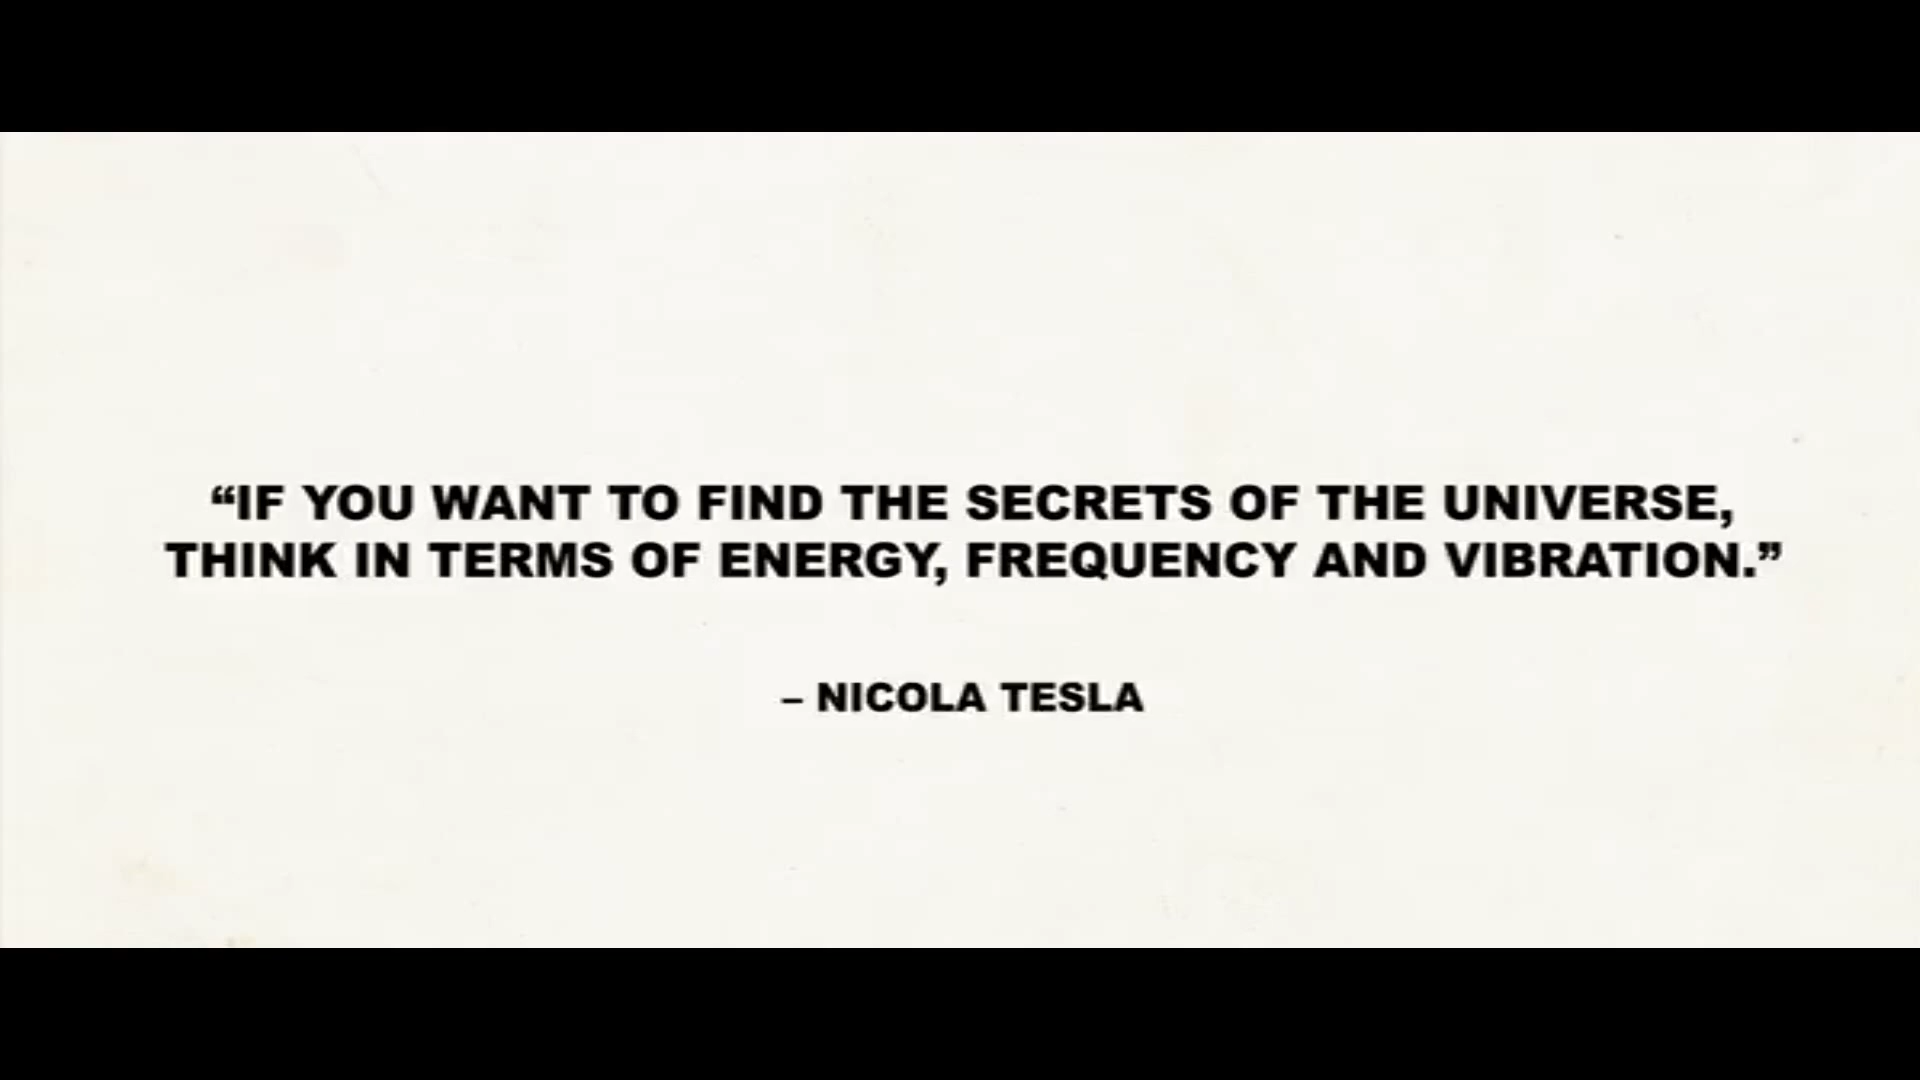 “IF YOU WANT TO FIND THE SECRETS OF THE UNIVERSE,
THINK IN TERMS OF ENERGY, FREQUENCY AND VIBRATION.”
– NICOLA TESLA